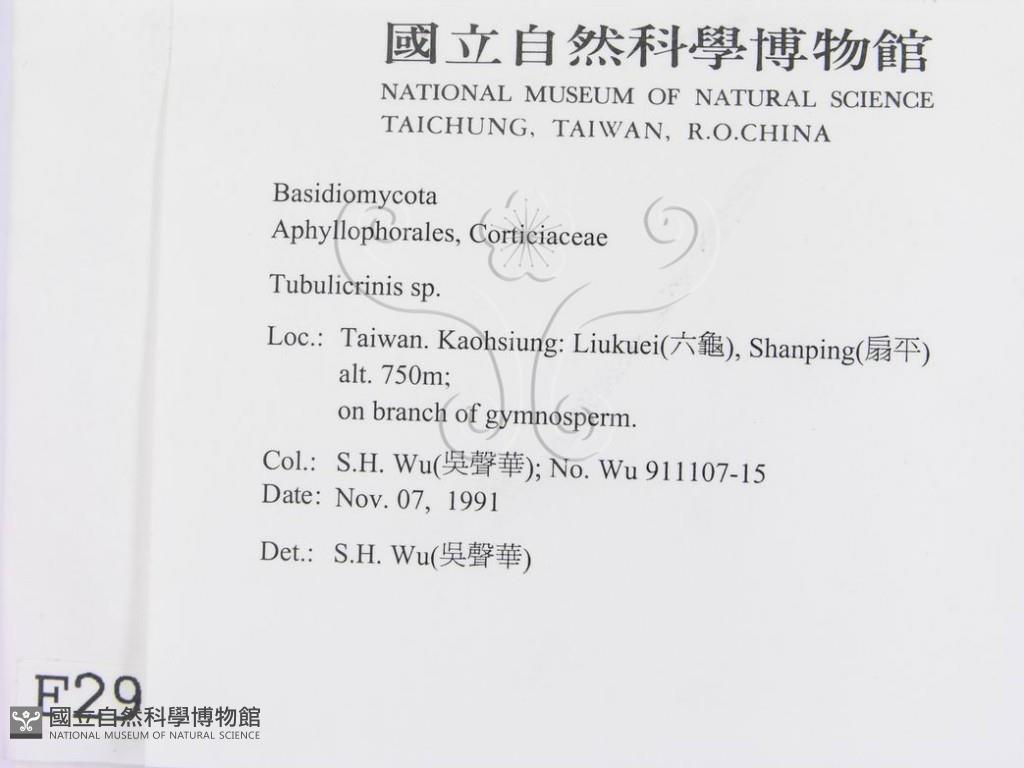 國立自然科學博物館
NATIONAL MUSEUM OF NATURAL SCIENCE
TAICHUNG, TAIWAN, R.O.CHINA
Basidiomycota
Aphyllophorales, Corticiaceae
Tubulicrinis sp.
Loc.: Taiwan. Kaohsiung: Liukuei(六龜), Shanping(扇平)
alt. 750m;
on branch of gymnosperm.
Col.: S.H. Wu(吳聲華); No. Wu 911107-15
Date: Nov. 07, 1991
Det.: S.H. Wu(吳聲華)
F29
國立自然科學博物館
NATIONAL MUSEUM OF NATURAL SCIENCE